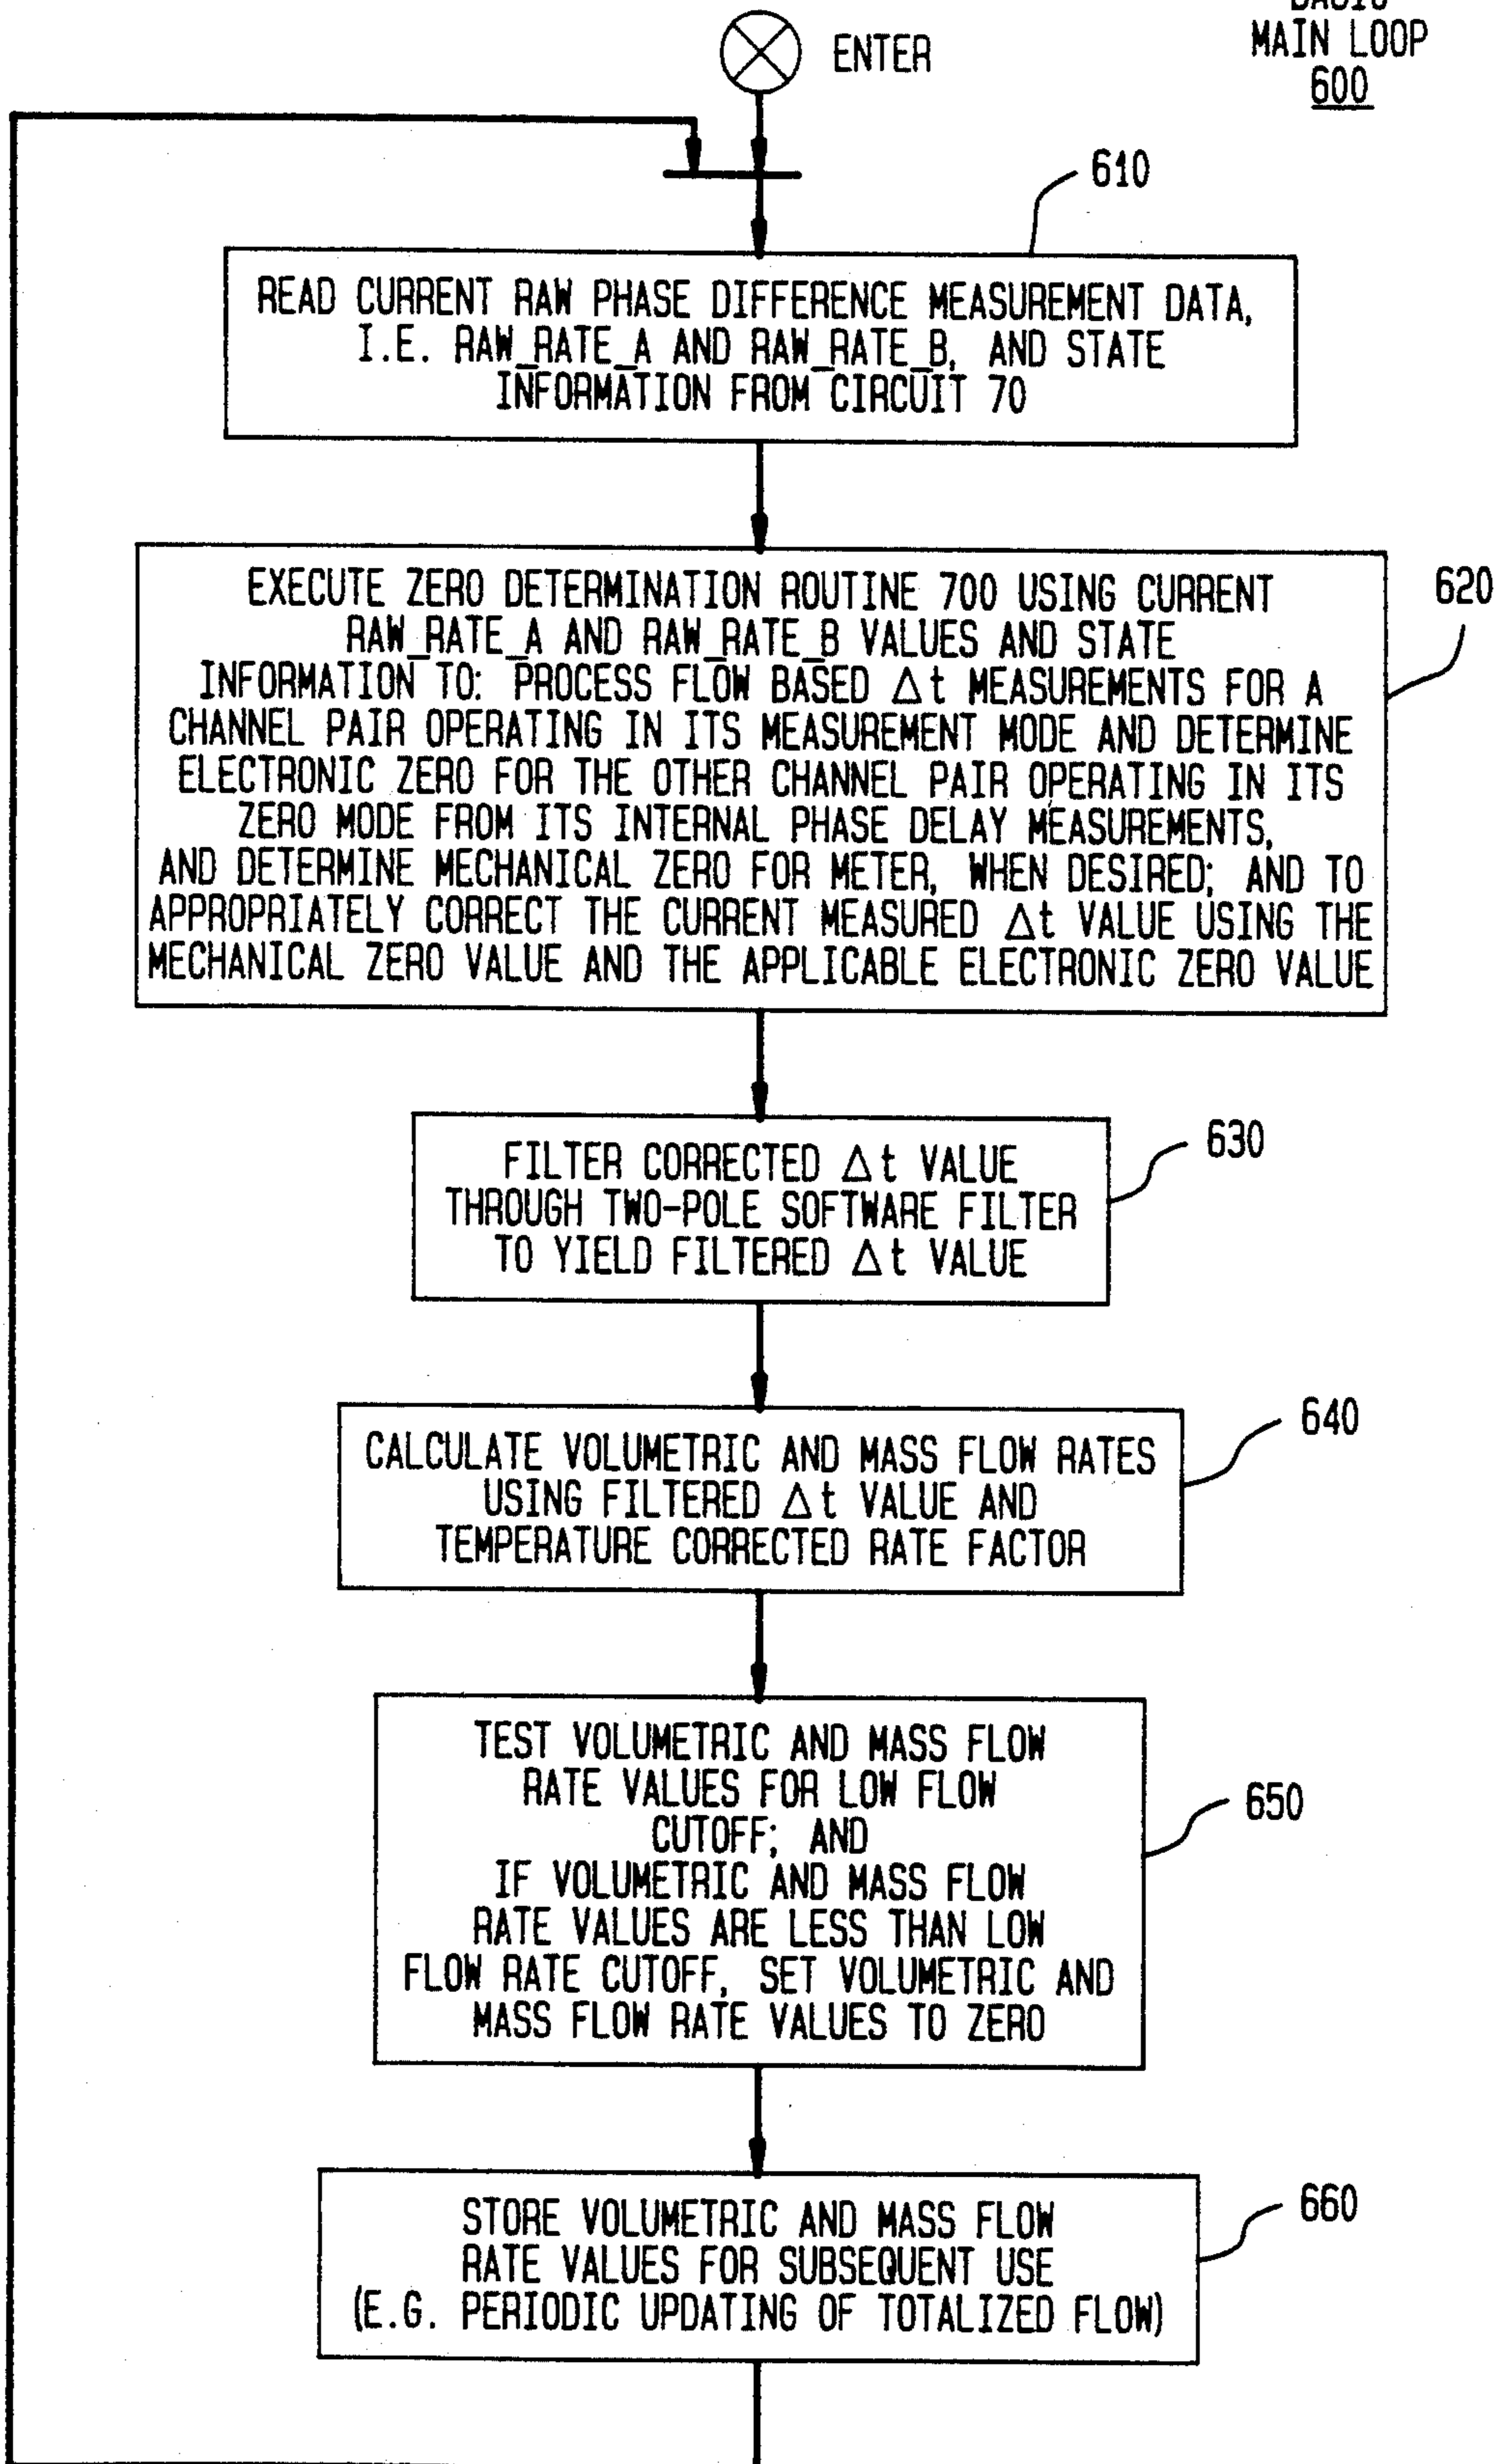 MAIN LOOP
600
ENTER
610
READ CURRENT RAW PHASE DIFFERENCE MEASUREMENT DATA,
I.E. RAW_RATE_A AND RAW_RATE_B, AND STATE
INFORMATION FROM CIRCUIT 70
620
EXECUTE ZERO DETERMINATION ROUTINE 700 USING CURRENT
RAW_RATE_A AND RAW_RATE_B VALUES AND STATE
INFORMATION TO: PROCESS FLOW BASED Δt MEASUREMENTS FOR A
CHANNEL PAIR OPERATING IN ITS MEASUREMENT MODE AND DETERMINE
ELECTRONIC ZERO FOR THE OTHER CHANNEL PAIR OPERATING IN ITS
ZERO MODE FROM ITS INTERNAL PHASE DELAY MEASUREMENTS,
AND DETERMINE MECHANICAL ZERO FOR METER, WHEN DESIRED; AND TO
APPROPRIATELY CORRECT THE CURRENT MEASURED Δt VALUE USING THE
MECHANICAL ZERO VALUE AND THE APPLICABLE ELECTRONIC ZERO VALUE
630
FILTER CORRECTED Δt VALUE
THROUGH TWO-POLE SOFTWARE FILTER
TO YIELD FILTERED Δt VALUE
640
CALCULATE VOLUMETRIC AND MASS FLOW RATES
USING FILTERED Δt VALUE AND
TEMPERATURE CORRECTED RATE FACTOR
650
TEST VOLUMETRIC AND MASS FLOW
RATE VALUES FOR LOW FLOW
CUTOFF; AND
IF VOLUMETRIC AND MASS FLOW
RATE VALUES ARE LESS THAN LOW
FLOW RATE CUTOFF, SET VOLUMETRIC AND
MASS FLOW RATE VALUES TO ZERO
660
STORE VOLUMETRIC AND MASS FLOW
RATE VALUES FOR SUBSEQUENT USE
(E.G. PERIODIC UPDATING OF TOTALIZED FLOW)